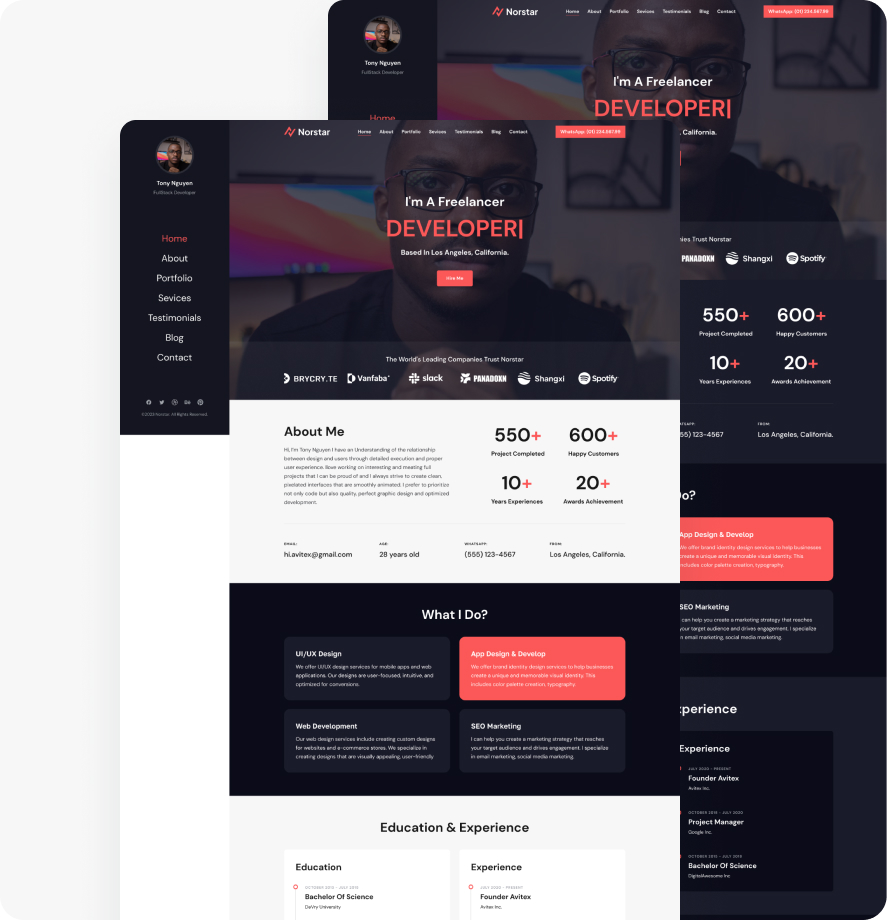 Norstar
Home About Portfolio Sevices Testimonials Blog Contact
WhatsApp: (01) 234.567.89
Tony Nguyen
FullStack Developer
Home
I'm A Freelancer
DEVELOPER|
, California.
nies Trust Norstar
PANADOXN Shangxi Spotify
550+ 600+
Project Completed Happy Customers
10+ 20+
Years Experiences Awards Achievement
ATSAPP: FROM:
55) 123-4567 Los Angeles, California.
Do?
App Design & Develop
We offer brand identity design services to help businesses
create a unique and memorable visual identity. This
includes color palette creation, typography.
SEO Marketing
I can help you create a marketing strategy that reaches
your target audience and drives engagement. I specialize
in email marketing, social media marketing.
xperience
Experience
JULY 2020 - PRESENT
Founder Avitex
Avitex Inc.
OCTOBER 2015 - JULY 2020
Project Manager
Google Inc.
OCTOBER 2015 - JULY 2015
Bachelor Of Science
DigitalAwesome Inc
Tony Nguyen
FullStack Developer
Home
About
Portfolio
Sevices
Testimonials
Blog
Contact
©2023 Norstar. All Rights Reserved.
Norstar
Home About Portfolio Sevices Testimonials Blog Contact
WhatsApp: (01) 234.567.89
I'm A Freelancer
DEVELOPER|
Based In Los Angeles, California.
Hire Me
The World's Leading Companies Trust Norstar
BRYCRY.TE Vanfaba slack PANADOXN Shangxi Spotify
About Me
Hi, I'm Tony Nguyen I have an Understanding of the relationship
between design and users through detailed execution and proper
user experience. Ilove working on interesting and meating full
projects that I can be proud of and I always strive to create clean,
pixelated interfaces that are smoothly animated. I prefer to prioritize
not only code but also quality, perfect graphic design and optimized
development.
550+ 600+
Project Completed Happy Customers
10+ 20+
Years Experiences Awards Achievement
EMAIL: AGE: WHATSAPP: FROM:
hi.avitex@gmail.com 28 years old (555) 123-4567 Los Angeles, California.
What I Do?
UI/UX Design
We offer UI/UX design services for mobile apps and web
applications. Our designs are user-focused, intuitive, and
optimized for conversions.
App Design & Develop
We offer brand identity design services to help businesses
create a unique and memorable visual identity. This
includes color palette creation, typography.
Web Development
Our web design services include creating custom designs
for websites and e-commerce stores. We specialize in
creating designs that are visually appealing, user-friendly
SEO Marketing
I can help you create a marketing strategy that reaches
your target audience and drives engagement. I specialize
in email marketing, social media marketing.
Education & Experience
Education
OCTOBER 2015 - JULY 2015
Bachelor Of Science
DeVry University
Experience
JULY 2020 - PRESENT
Founder Avitex
Avitex Inc.